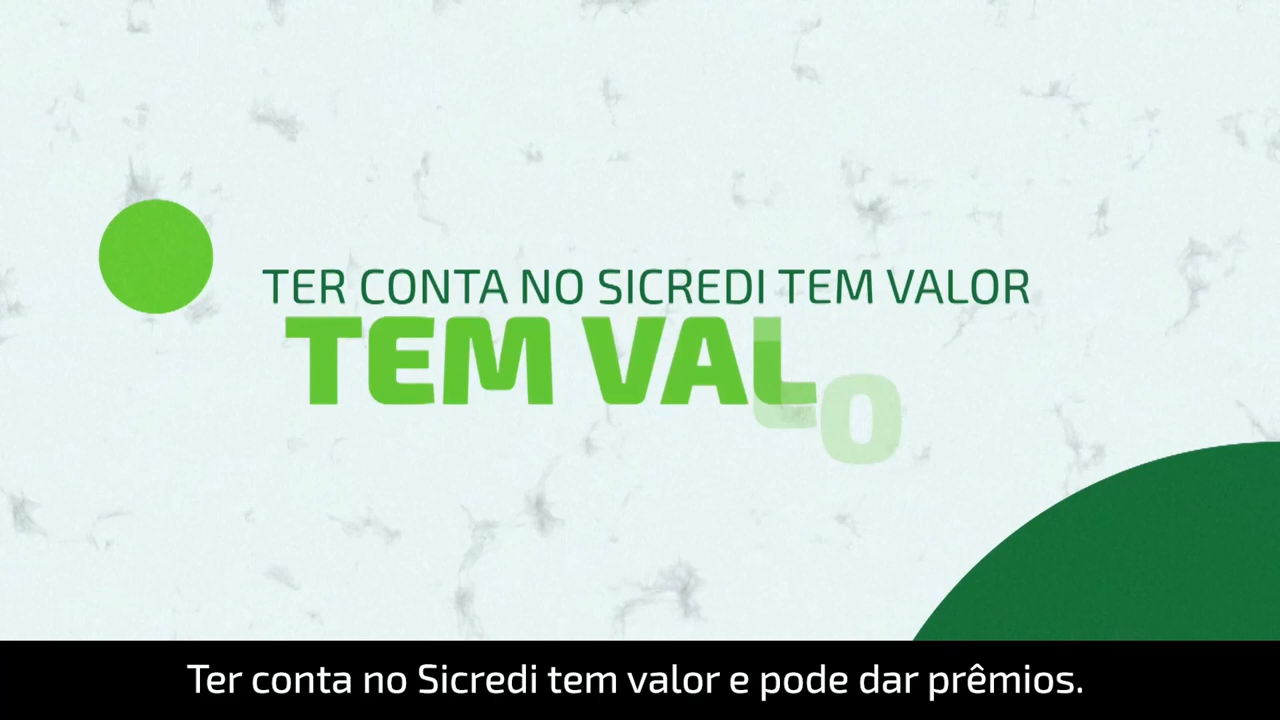 TER CONTA NO SICREDI TEM VALOR
TEM VALO
Ter conta no Sicredi tem valor e pode dar prêmios.